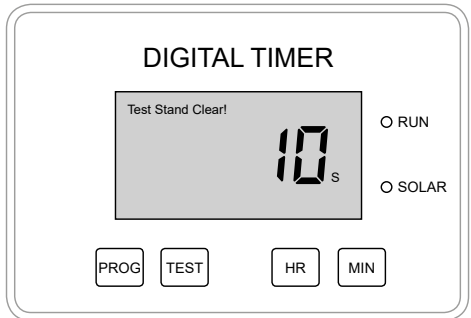 DIGITAL TIMER
Test Stand Clear!
10 S
RUN
SOLAR
PROG TEST HR MIN